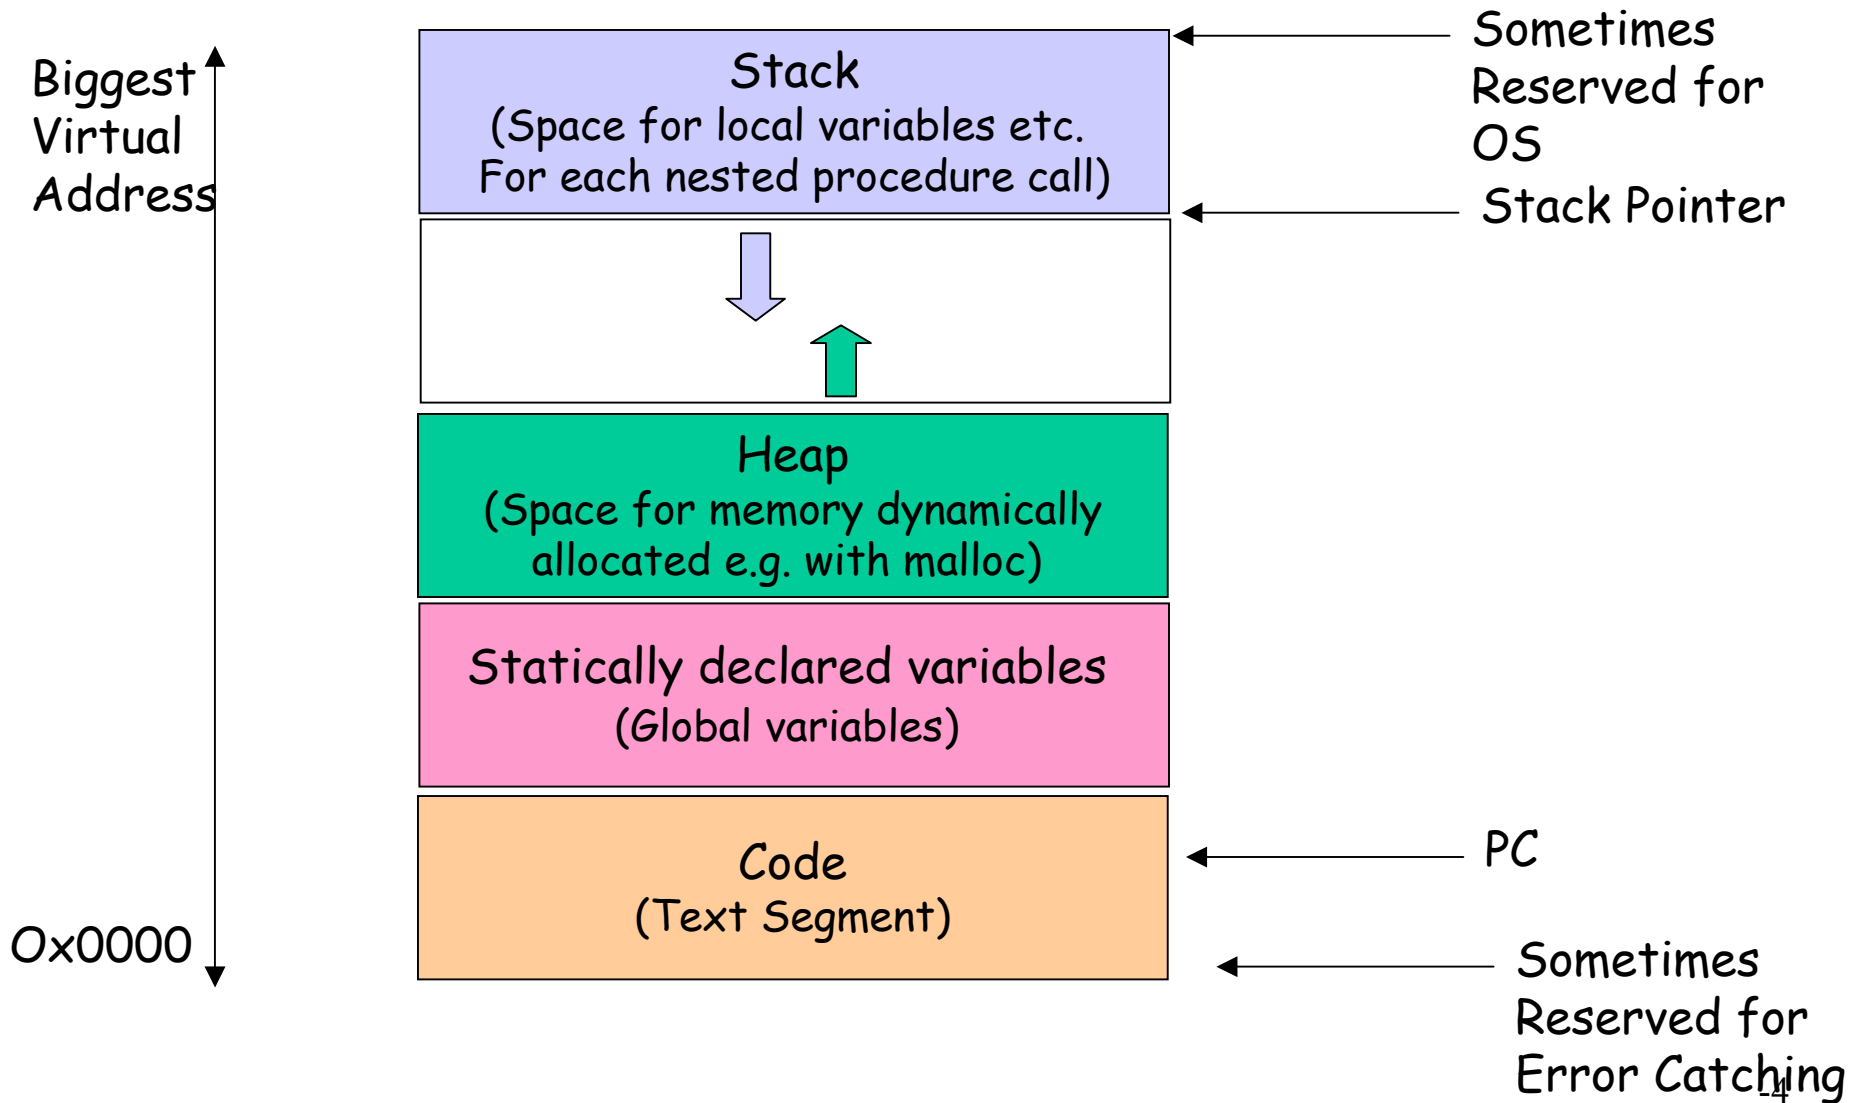 Biggest
Virtual
Address
Stack
(Space for local variables etc.
For each nested procedure call)
Sometimes
Reserved for
OS
Stack Pointer
Heap
(Space for memory dynamically
allocated e.g. with malloc)
Statically declared variables
(Global variables)
Code
(Text Segment)
PC
0x0000
Sometimes
Reserved for
Error Catching
-4